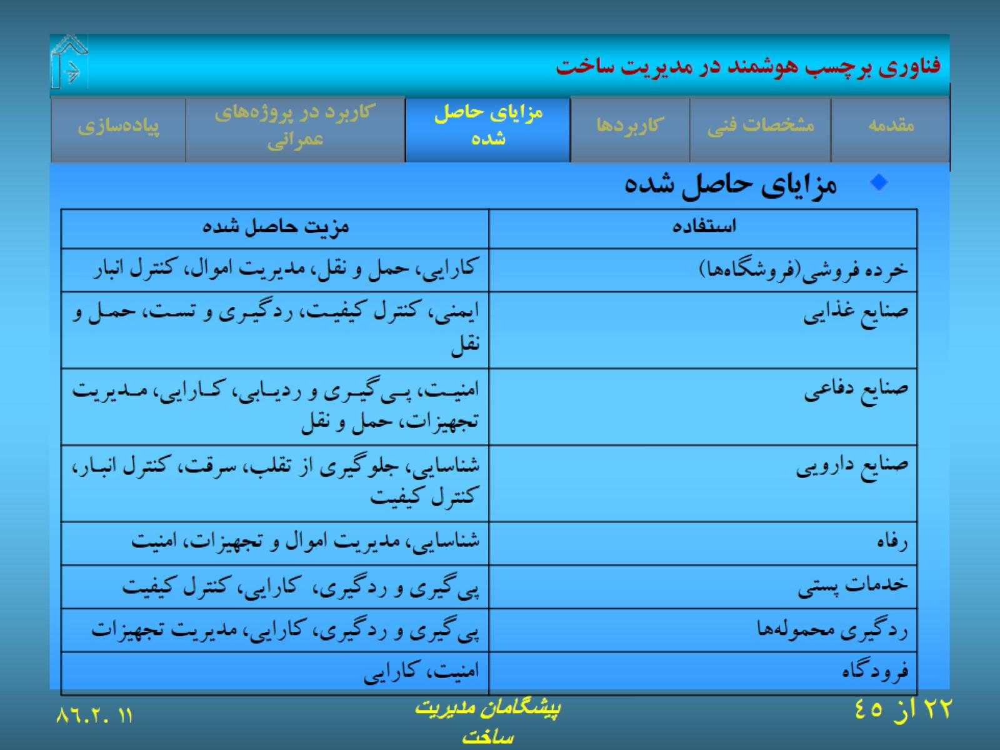 فناوری برچسب هوشمند در مدیریت ساخت
مقدمه
مشخصات فنی
کاربردها
مزایای حاصل
شده
کاربرد در پروژه‌های
عمرانی
پیاده‌سازی
مزایای حاصل شده
استفاده
مزیت حاصل شده
خرده فروشی(فروشگاه‌ها)
کارایی، حمل و نقل، مدیریت اموال، کنترل انبار
صنایع غذایی
ایمنی، کنترل کیفیت، ردگیری و تست، حمل و
نقل
صنایع دفاعی
امنیت، پی‌گیری و ردیابی، کارایی، مدیریت
تجهیزات، حمل و نقل
صنایع دارویی
شناسایی، جلوگیری از تقلب، سرقت، کنترل انبار،
کنترل کیفیت
رفاه
شناسایی، مدیریت اموال و تجهیزات، امنیت
خدمات پستی
پی‌گیری و ردگیری، کارایی، کنترل کیفیت
ردگیری محموله‌ها
پی‌گیری و ردگیری، کارایی، مدیریت تجهیزات
فرودگاه
امنیت، کارایی
۲۲ از ٤٥
پیشگامان مدیریت
ساخت
۸٦.۲. ۱۱